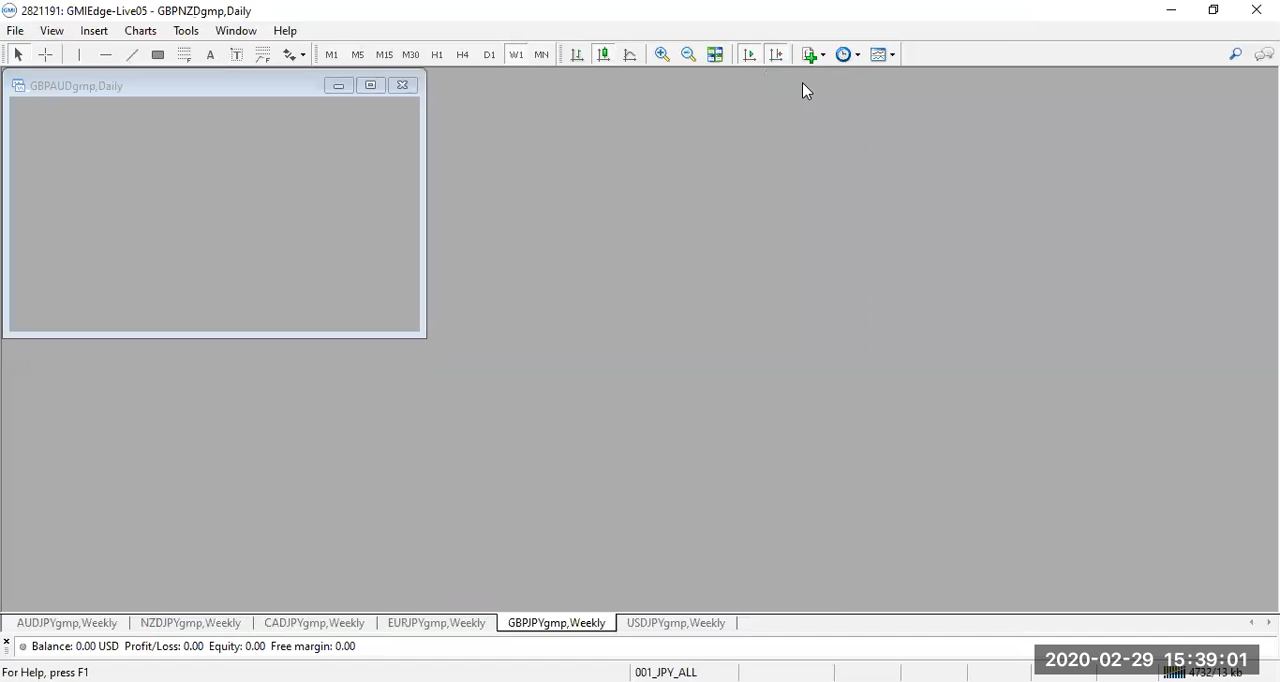 2821191: GMIEdge-Live05 - GBPNZDgmp,Daily
File View Insert Charts Tools Window Help
A T M1 M5 M15 M30 H1 H4 D1 W1 MN
GBPAUDgmp,Daily
AUDJPYgmp,Weekly NZDJPYgmp,Weekly CADJPYgmp,Weekly EURJPYgmp,Weekly GBPJPYgmp,Weekly USDJPYgmp,Weekly
Balance: 0.00 USD Profit/Loss: 0.00 Equity: 0.00 Free margin: 0.00
For Help, press F1 001_JPY_ALL 4732/13 kb
2020-02-29 15:39:01